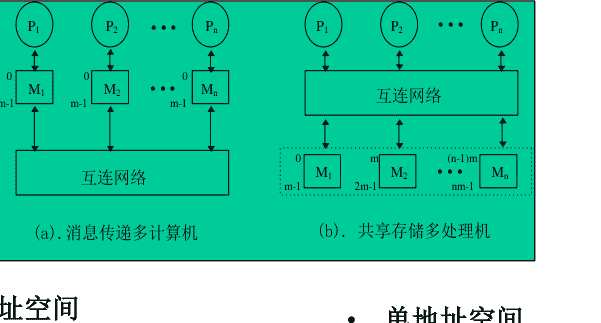 P1 P2 ••• Pn
0 M1 m-1
0 M2 m-1
•••
0 Mn m-1
互连网络
(a).消息传递多计算机
P1 P2 ••• Pn
互连网络
0 M1 m-1
m M2 2m-1
•••
(n-1)m Mn nm-1
(b). 共享存储多处理机
址空间
• 单地址空间